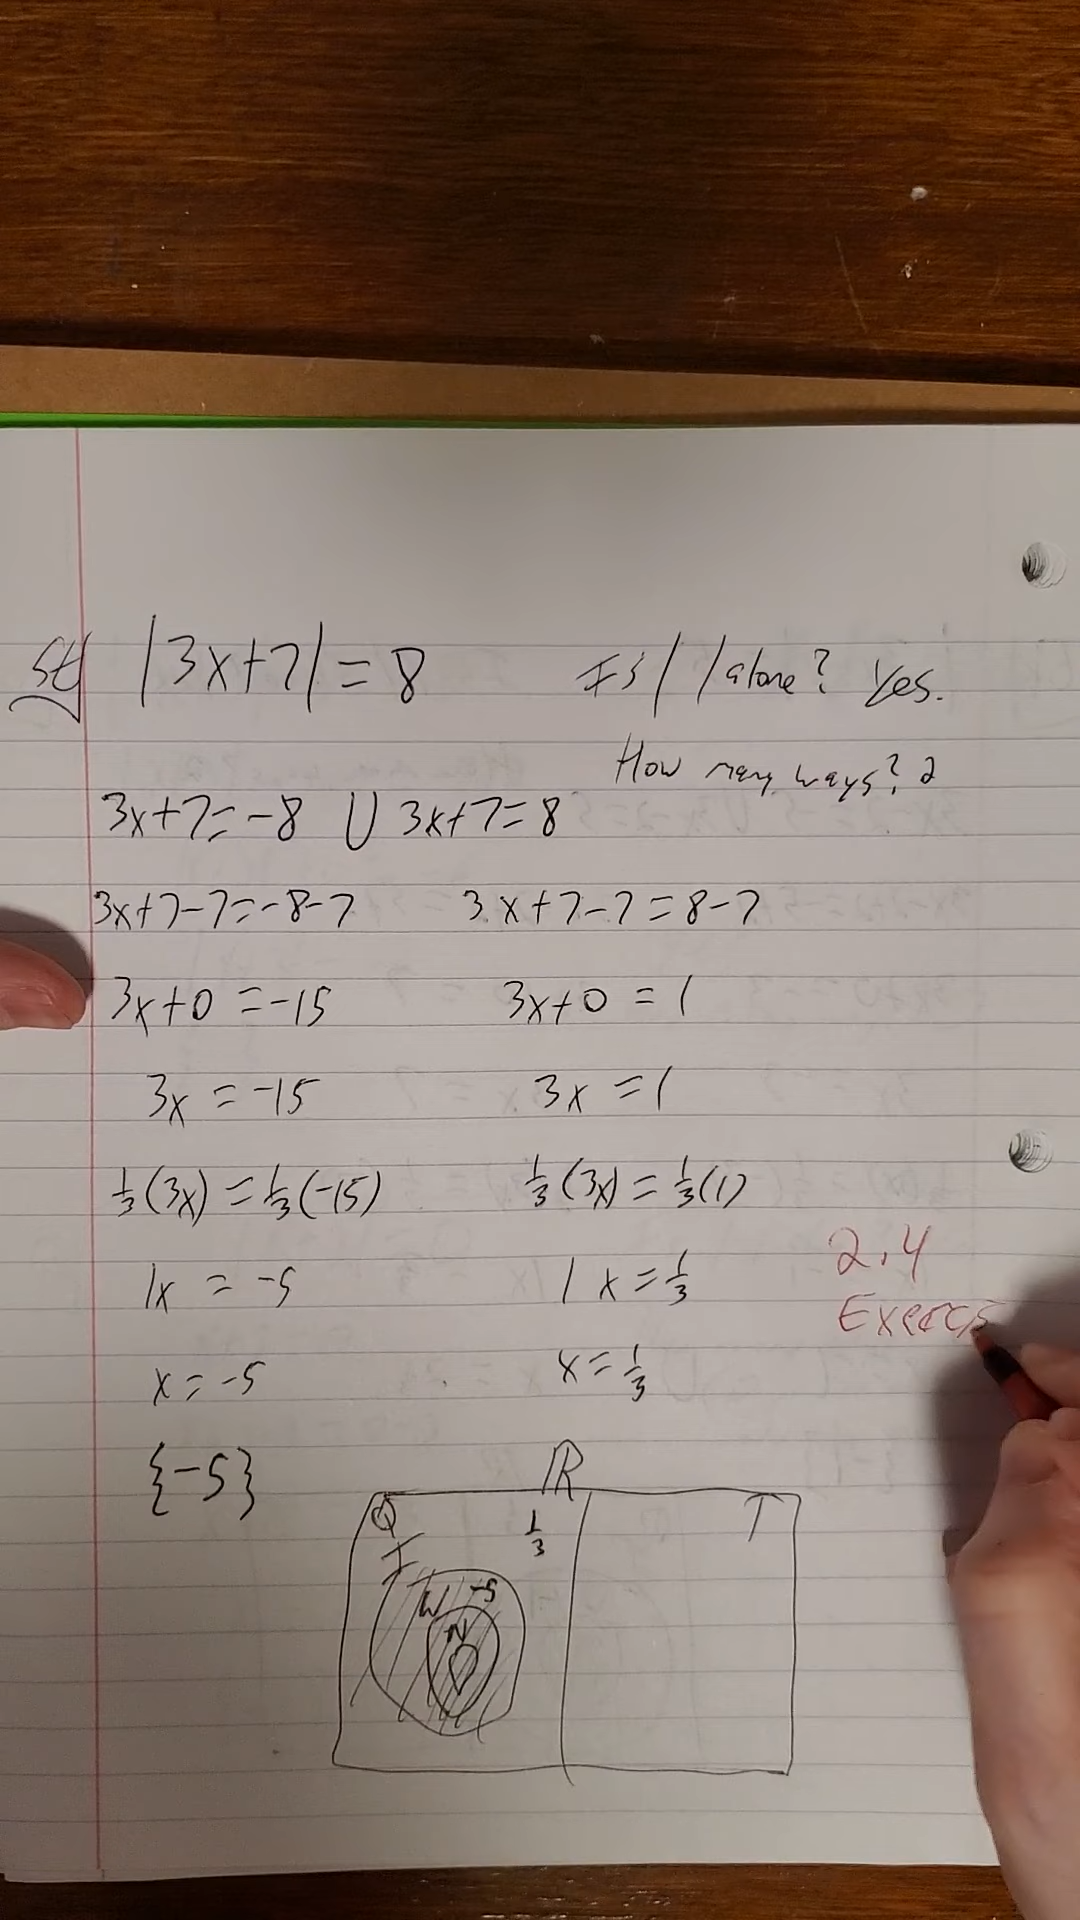 St |3x+7| = 8 Is | | alone? Yes.
How many ways? 2
3x+7=-8 ∪ 3x+7=8
3x+7-7=-8-7 3x+7-7=8-7
3x+0=-15 3x+0=1
3x=-15 3x=1
1/3(3x)=1/3(-15) 1/3(3x)=1/3(1)
1x=-5 1x=1/3
2.4
Exercis
x=-5 x=1/3
{-5}
ℝ
Q 1/3 T
I
W -5
N